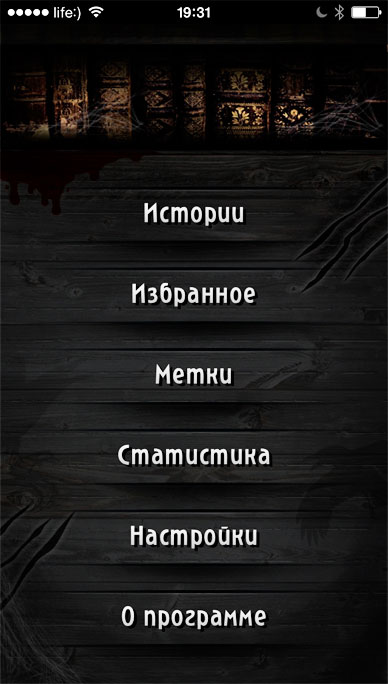 life:) 19:31
Истории
Избранное
Метки
Статистика
Настройки
О программе